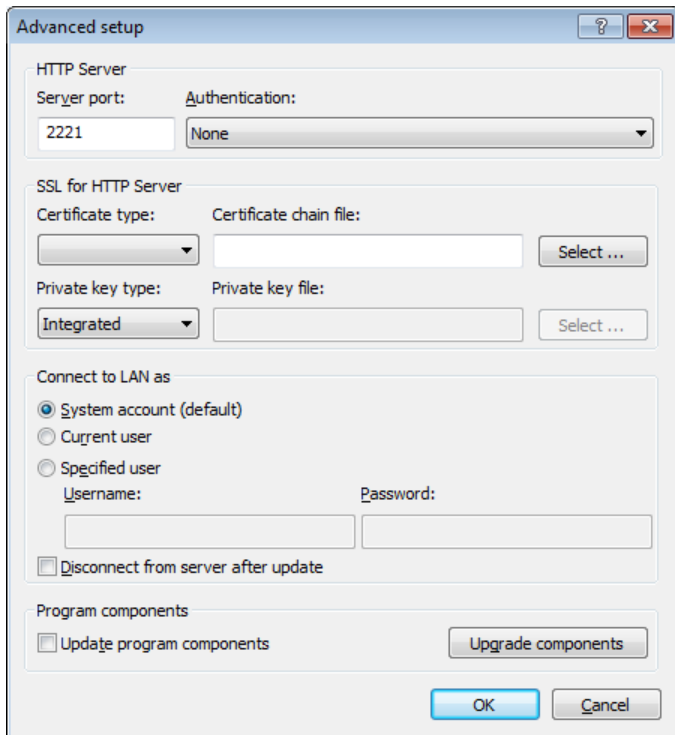 Advanced setup
?
HTTP Server
Server port: Authentication:
2221 None
SSL for HTTP Server
Certificate type: Certificate chain file:
Select ...
Private key type: Private key file:
Integrated Select ...
Connect to LAN as
System account (default)
Current user
Specified user
Username: Password:
Disconnect from server after update
Program components
Update program components Upgrade components
OK Cancel